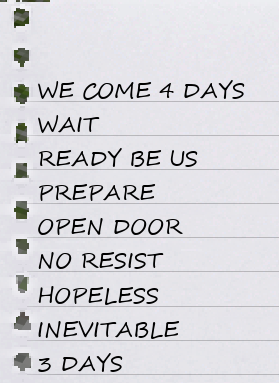 WE COME 4 DAYS
WAIT
READY BE US
PREPARE
OPEN DOOR
NO RESIST
HOPELESS
INEVITABLE
3 DAYS